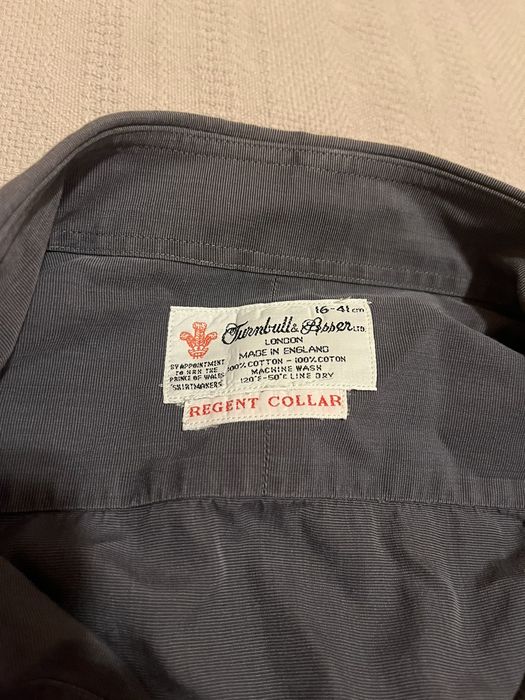 16-41cm
Turnbull & Asser LTD.
LONDON
MADE IN ENGLAND
100% COTTON - 100% COTON
MACHINE WASH
120°F-50°C LINE DRY
BY APPOINTMENT
TO HRH THE
PRINCE OF WALES
SHIRTMAKERS
REGENT COLLAR